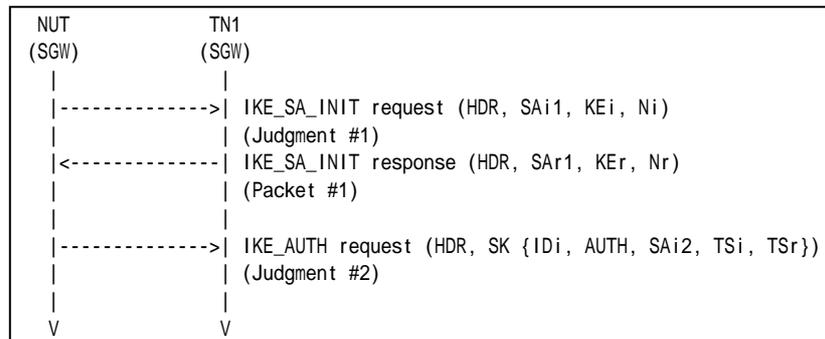 NUT                TN1
(SGW)             (SGW)
  |                 |
  |-------------->| IKE_SA_INIT request (HDR, SAi1, KEi, Ni)
  |                 | (Judgment #1)
  |<--------------| IKE_SA_INIT response (HDR, SAr1, KEr, Nr)
  |                 | (Packet #1)
  |                 |
  |-------------->| IKE_AUTH request (HDR, SK {IDi, AUTH, SAi2, TSi, TSr})
  |                 | (Judgment #2)
  |                 |
  V                 V